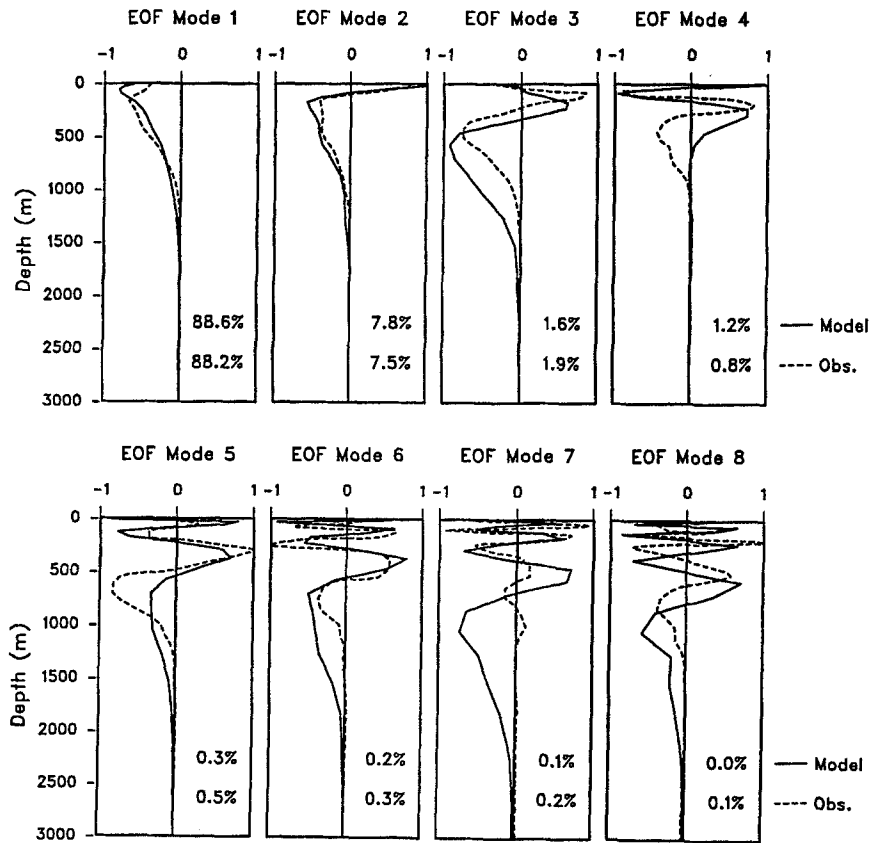 EOF Mode 1 EOF Mode 2 EOF Mode 3 EOF Mode 4
-1 0 1 0 1 -1 0 1 0 1
0
500
1000
1500
2000
2500
3000
Depth (m)
88.6% 7.8% 1.6% 1.2% Model
88.2% 7.5% 1.9% 0.8% Obs.
EOF Mode 5 EOF Mode 6 EOF Mode 7 EOF Mode 8
-1 0 1 -1 0 1 -1 0 1 -1 0 1
0
500
1000
1500
2000
2500
3000
Depth (m)
0.3% 0.2% 0.1% 0.0% Model
0.5% 0.3% 0.2% 0.1% Obs.